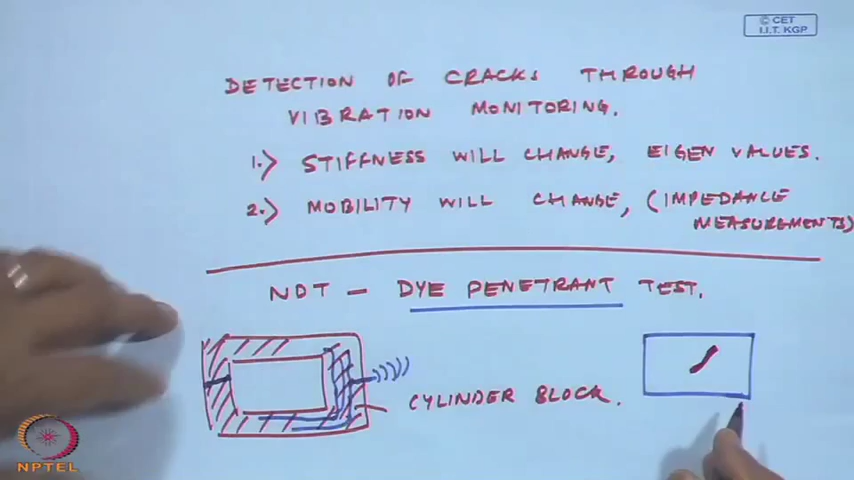 © CET
I.I.T. KGP
DETECTION OF CRACKS THROUGH
VIBRATION MONITORING.
1.> STIFFNESS WILL CHANGE, EIGEN VALUES.
2.> MOBILITY WILL CHANGE, (IMPEDANCE
MEASUREMENTS)
NDT - DYE PENETRANT TEST.
CYLINDER BLOCK.
NPTEL